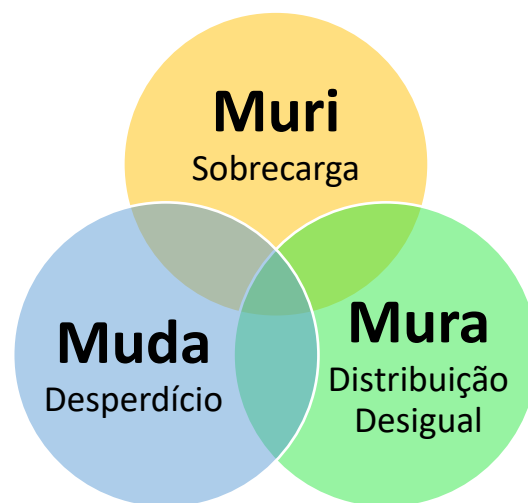 Muri
Sobrecarga
Muda
Desperdício
Mura
Distribuição
Desigual